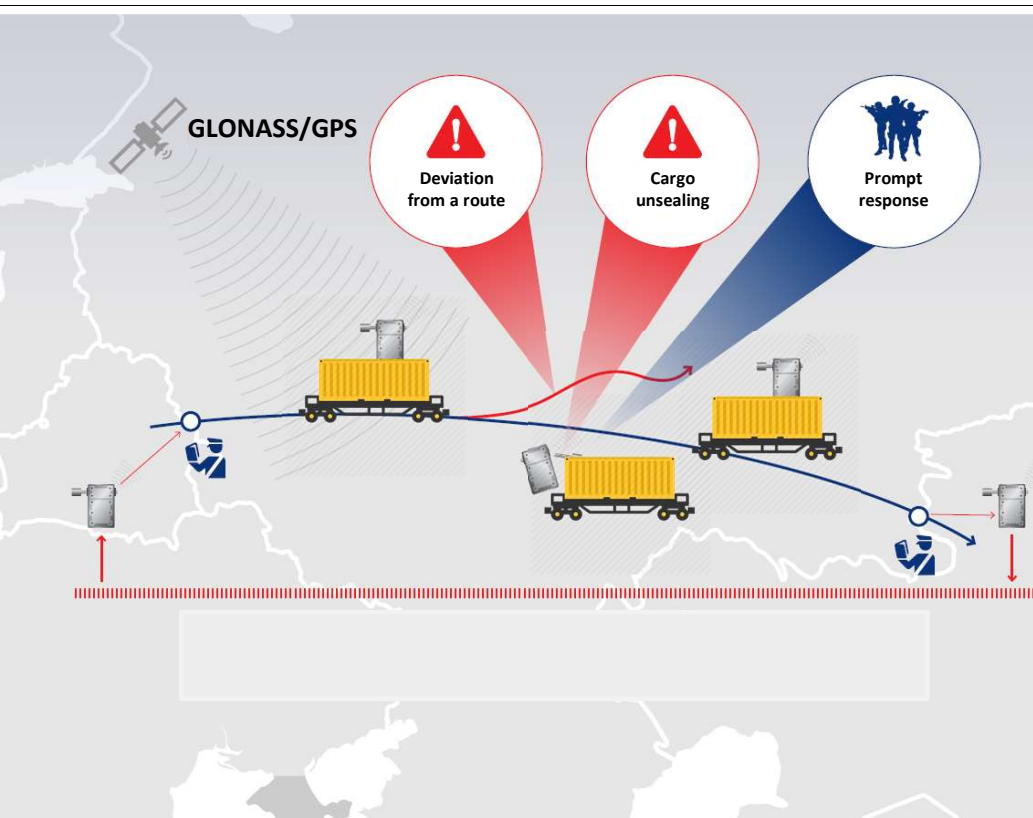 GLONASS/GPS
Deviation
from a route
Cargo
unsealing
Prompt
response